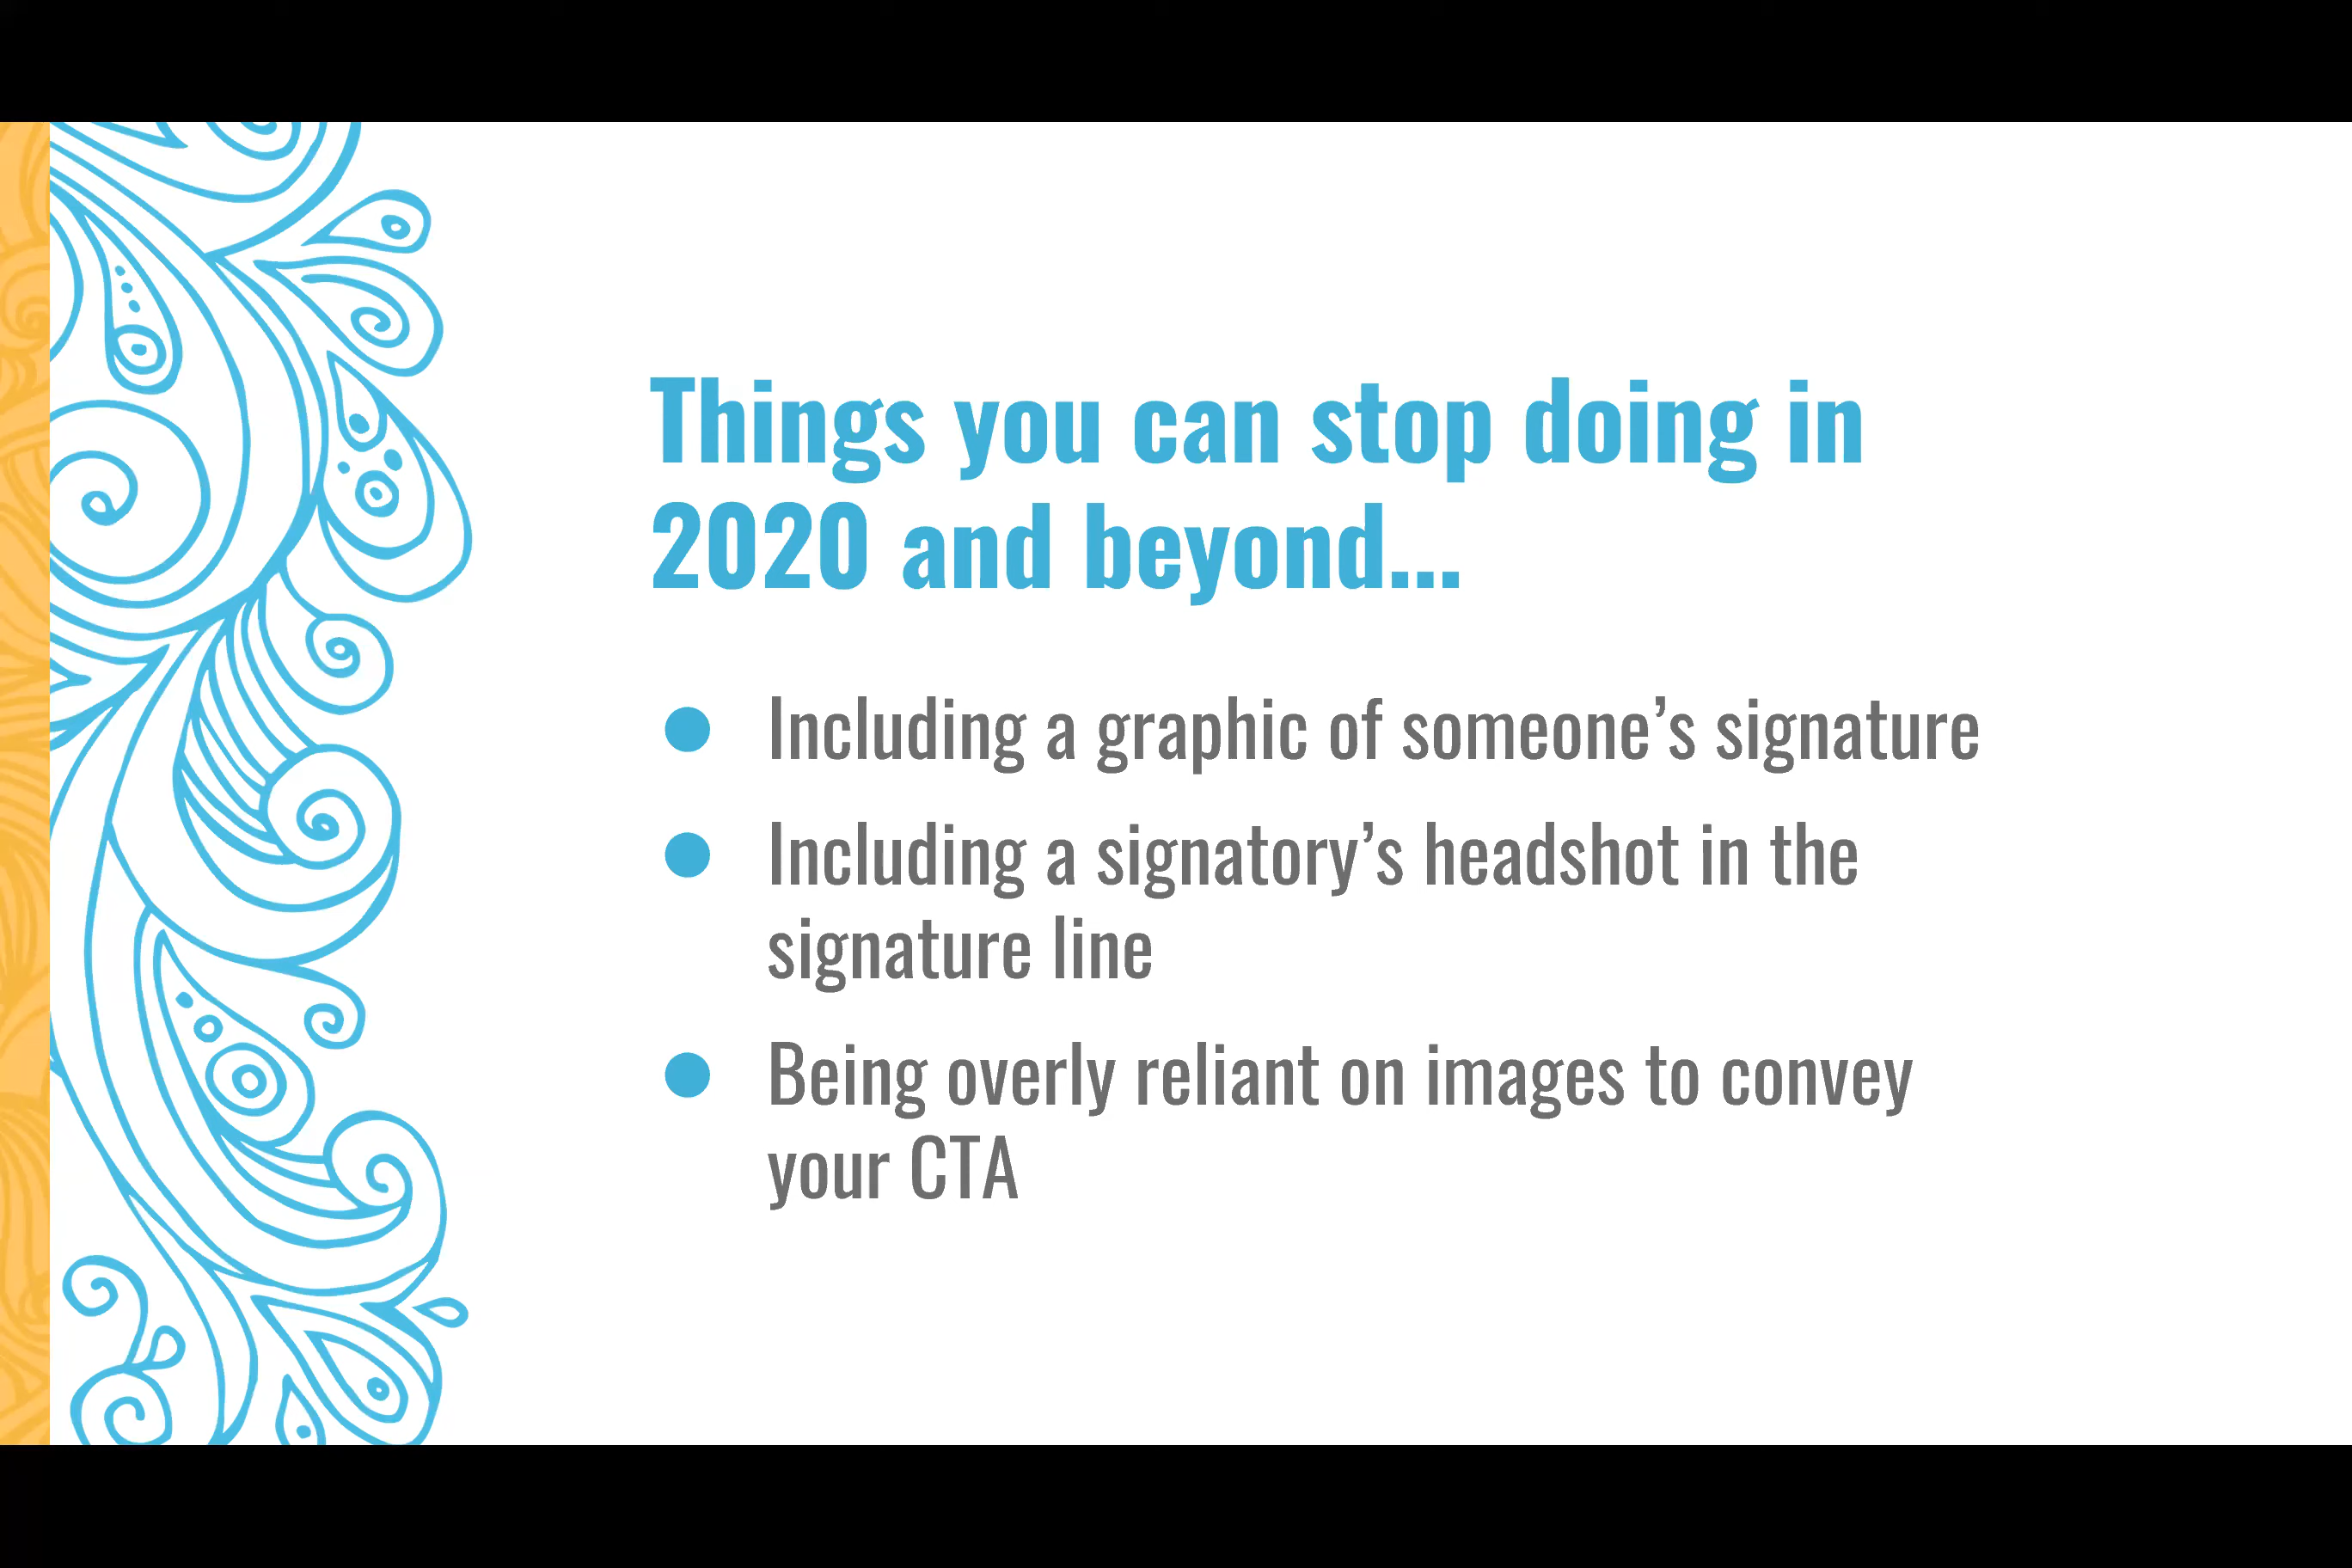 Things you can stop doing in
2020 and beyond...
● Including a graphic of someone’s signature
● Including a signatory’s headshot in the
signature line
● Being overly reliant on images to convey
your CTA